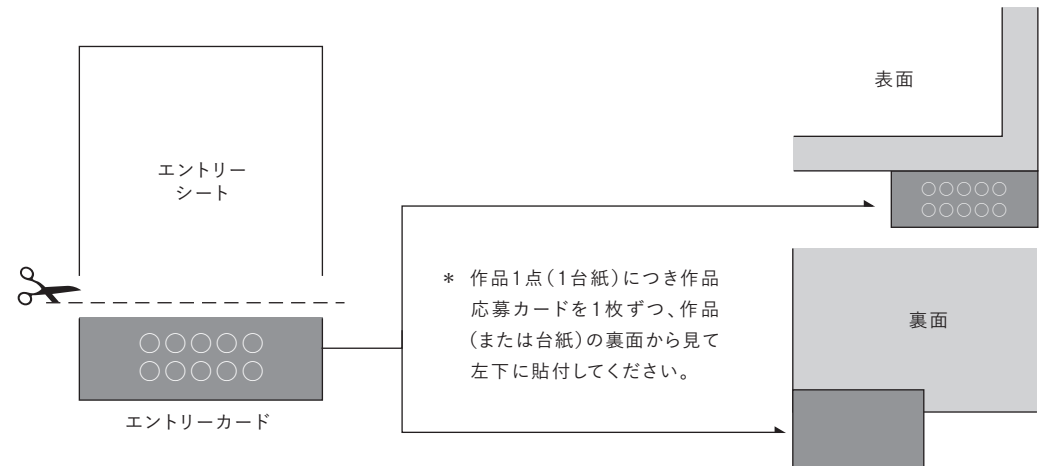 エントリー
シート
○○○○○
○○○○○
エントリーカード
* 作品1点(1台紙)につき作品
応募カードを1枚ずつ、作品
(または台紙)の裏面から見て
左下に貼付してください。
表面
○○○○○
○○○○○
裏面